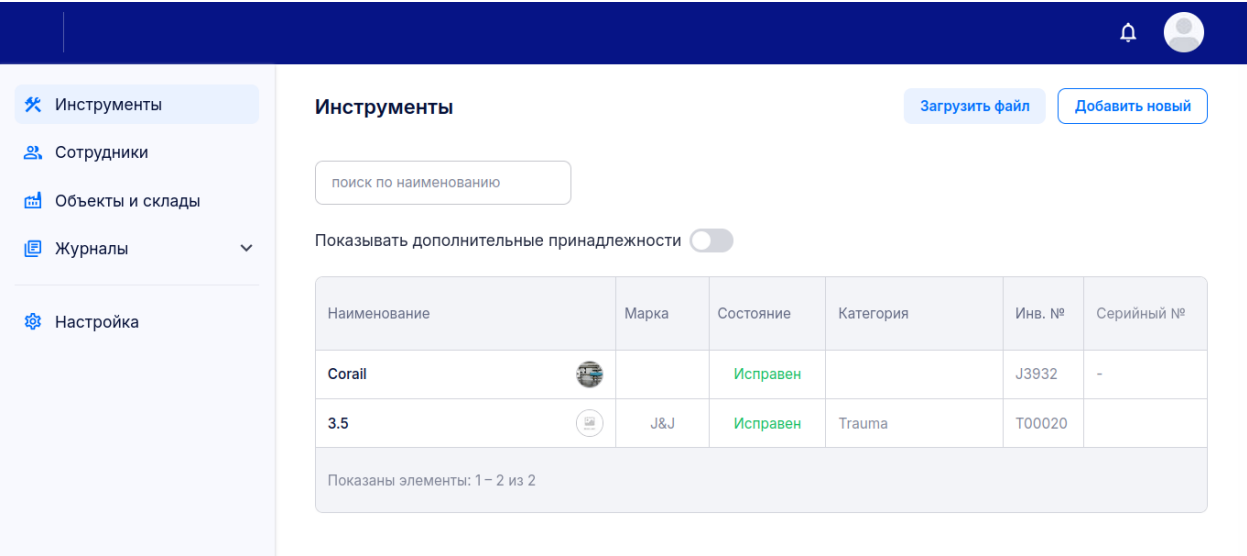 Инструменты
Сотрудники
Объекты и склады
Журналы
Настройка
Инструменты
Загрузить файл
Добавить новый
поиск по наименованию
Показывать дополнительные принадлежности
Наименование Марка Состояние Категория Инв. № Серийный №
Corail Исправен J3932 -
3.5 J&J Исправен Trauma T00020
Показаны элементы: 1 – 2 из 2